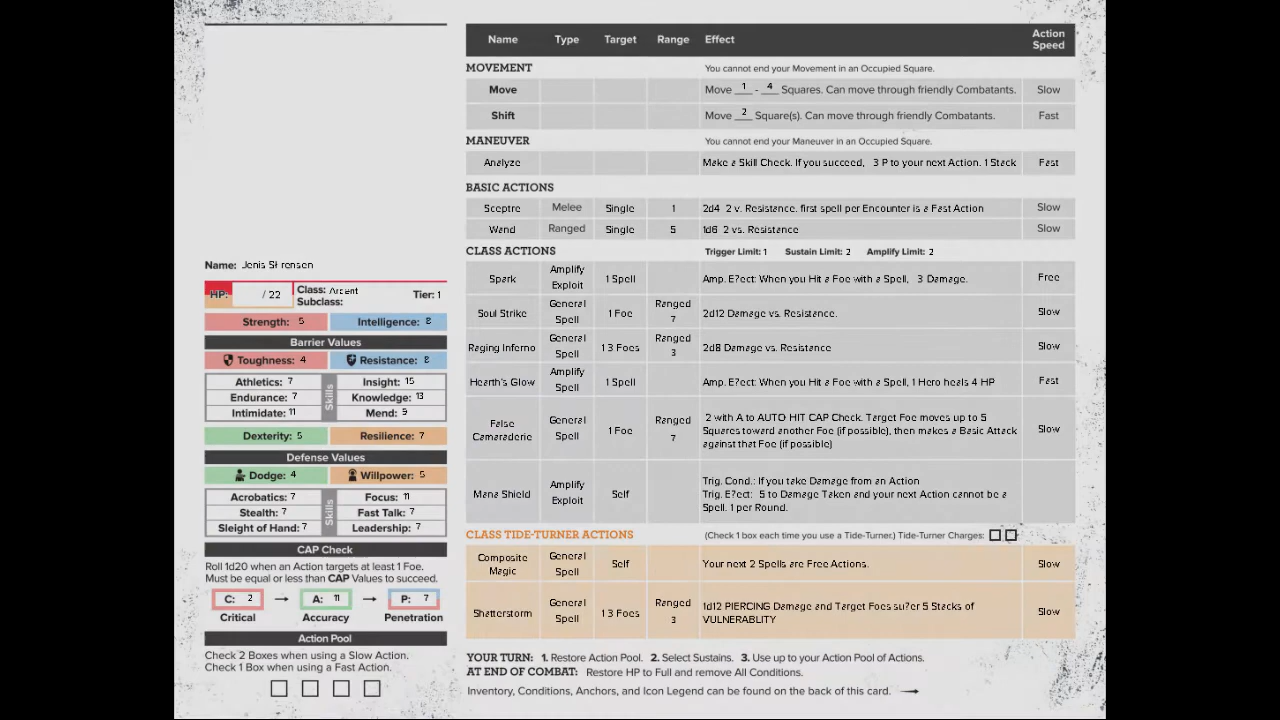 Name: Jenis St rensen
HP: / 22 Class: Arcent Tier: 1
Subclass:
Strength: 5 Intelligence: 8
Barrier Values
Toughness: 4 Resistance: 8
Skills
Athletics: 7 Insight: 15
Endurance: 7 Knowledge: 13
Intimidate: 11 Mend: 9
Dexterity: 5 Resilience: 7
Defense Values
Dodge: 4 Willpower: 5
Skills
Acrobatics: 7 Focus: 11
Stealth: 7 Fast Talk: 7
Sleight of Hand: 7 Leadership: 7
CAP Check
Roll 1d20 when an Action targets at least 1 Foe.
Must be equal or less than CAP Values to succeed.
C: 2 → A: 11 → P: 7
Critical Accuracy Penetration
Action Pool
Check 2 Boxes when using a Slow Action.
Check 1 Box when using a Fast Action.
Name Type Target Range Effect Action Speed
MOVEMENT You cannot end your Movement in an Occupied Square.
Move Move 1 - 4 Squares. Can move through friendly Combatants. Slow
Shift Move 2 Square(s). Can move through friendly Combatants. Fast
MANEUVER You cannot end your Maneuver in an Occupied Square.
Analyze Make a Skill Check. If you succeed, 3 P to your next Action. 1 Stack Fast
BASIC ACTIONS
Sceptre Melee Single 1 2d4 2 v. Resistance. first spell per Encounter is a Fast Action Slow
Wand Ranged Single 5 1d6 2 vs. Resistance Slow
CLASS ACTIONS Trigger Limit: 1 Sustain Limit: 2 Amplify Limit: 2
Spark Amplify Exploit 1 Spell Amp. E?ect: When you Hit a Foe with a Spell, 3 Damage. Free
Soul Strike General Spell 1 Foe Ranged 7 2d12 Damage vs. Resistance. Slow
Raging Inferno General Spell 1 3 Foes Ranged 3 2d8 Damage vs. Resistance Slow
Hearth's Glow Amplify Spell 1 Spell Amp. E?ect: When you Hit a Foe with a Spell, 1 Hero heals 4 HP Fast
False Camaraderie General Spell 1 Foe Ranged 7 2 with A to AUTO HIT CAP Check. Target Foe moves up to 5
Squares toward another Foe (if possible), then makes a Basic Attack
against that Foe (if possible) Slow
Mana Shield Amplify Exploit Self Trig. Cond.: If you take Damage from an Action
Trig. E?ect: 5 to Damage Taken and your next Action cannot be a
Spell. 1 per Round.
CLASS TIDE-TURNER ACTIONS (Check 1 box each time you use a Tide-Turner.) Tide-Turner Charges:
Composite Magic General Spell Self Your next 2 Spells are Free Actions. Slow
Shatterstorm General Spell 1 3 Foes Ranged 3 1d12 PIERCING Damage and Target Foes su?er 5 Stacks of
VULNERABLITY Slow
YOUR TURN: 1. Restore Action Pool. 2. Select Sustains. 3. Use up to your Action Pool of Actions.
AT END OF COMBAT: Restore HP to Full and remove All Conditions.
Inventory, Conditions, Anchors, and Icon Legend can be found on the back of this card. →